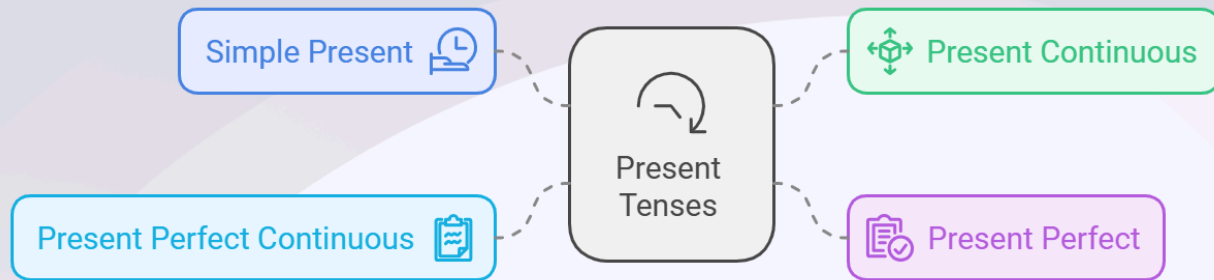 Simple Present
Present Continuous
Present
Tenses
Present Perfect Continuous
Present Perfect